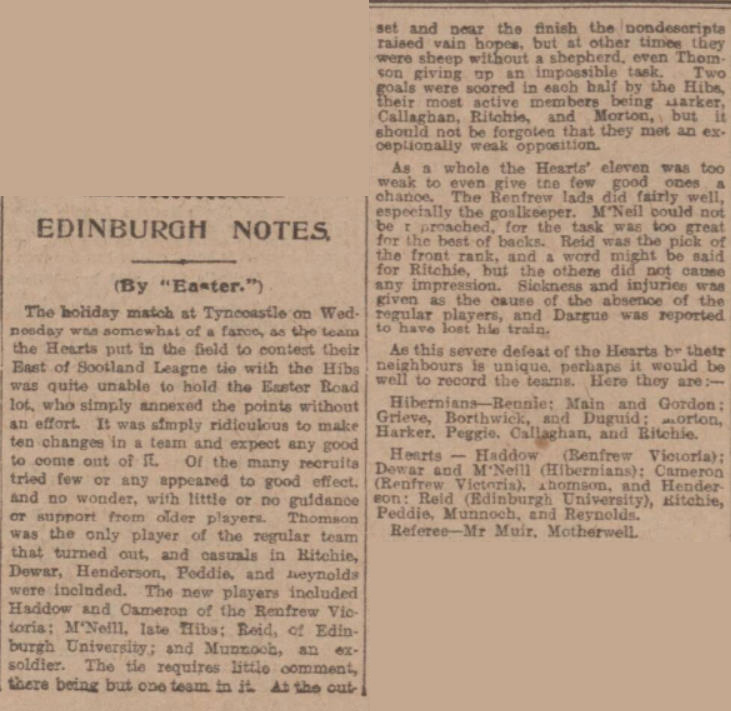 EDINBURGH NOTES.
(By "Easter.")
The holiday match at Tynecastle on Wed-
nesday was somewhat of a farce, as the team
the Hearts put in the field to contest their
East of Scotland League tie with the Hibs
was quite unable to hold the Easter Road
lot, who simply annexed the points without
an effort. It was simply ridiculous to make
ten changes in a team and expect any good
to come out of it. Of the many recruits
tried few or any appeared to good effect,
and no wonder, with little or no guidance
or support from older players. Thomson
was the only player of the regular team
that turned out, and casuals in Ritchie,
Dewar, Henderson, Peddie, and Reynolds
were included. The new players included
Haddow and Cameron of the Renfrew Vic-
toria; M'Neill, late Hibs; Reid, of Edin-
burgh University; and Munnoch, an ex-
soldier. The tie requires little comment,
there being but one team in it. At the out-
set and near the finish the nondescripts
raised vain hopes, but at other times they
were sheep without a shepherd, even Thom-
son giving up an impossible task. Two
goals were scored in each half by the Hibs,
their most active members being Harker,
Callaghan, Ritchie, and Morton, but it
should not be forgoten that they met an ex-
ceptionally weak opposition.
As a whole the Hearts' eleven was too
weak to even give the few good ones a
chance. The Renfrew lads did fairly well,
especially the goalkeeper. M'Neil could not
be reproached, for the task was too great
for the best of backs. Reid was the pick of
the front rank, and a word might be said
for Ritchie, but the others did not cause
any impression. Sickness and injuries was
given as the cause of the absence of the
regular players, and Dargue was reported
to have lost his train.
As this severe defeat of the Hearts by their
neighbours is unique, perhaps it would be
well to record the teams. Here they are:—
Hibernians—Rennie; Main and Gordon;
Grieve, Borthwick, and Duguid; Morton,
Harker, Peggie, Callaghan, and Ritchie.
Hearts — Haddow (Renfrew Victoria);
Dewar and M'Neill (Hibernians); Cameron
(Renfrew Victoria), Thomson, and Hender-
son; Reid (Edinburgh University), Ritchie,
Peddie, Munnoch, and Reynolds.
Referee—Mr Muir, Motherwell.